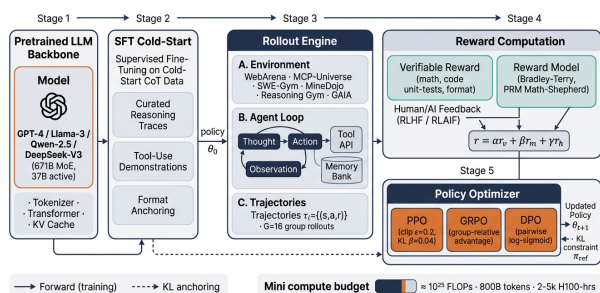 Stage 1
Stage 2
Stage 3
Stage 4
Pretrained LLM
Backbone
Model
GPT-4 / Llama-3 /
Qwen-2.5 /
DeepSeek-V3
(671B MoE,
37B active)
· Tokenizer ·
Transformer ·
KV Cache
SFT Cold-Start
Supervised Fine-
Tuning on Cold-
Start CoT Data
Curated
Reasoning
Traces
Tool-Use
Demonstrations
Format
Anchoring
policy
θ₀
Rollout Engine
A. Environment
WebArena · MCP-Universe
· SWE-Gym · MineDojo
· Reasoning Gym · GAIA
B. Agent Loop
Thought
Action
Observation
Tool
API
Memory
Bank
C. Trajectories
Trajectories τᵢ={(s,a,r)}
· G=16 group rollouts
Reward Computation
Verifiable Reward
(math, code
unit-tests, format)
Reward Model
(Bradley-Terry,
PRM Math-Shepherd)
Human/AI Feedback
(RLHF / RLAIF)
r = αrᵥ + βrₘ + γrₕ
Stage 5
Policy Optimizer
PPO
(clip ε=0.2,
KL β=0.04)
GRPO
(group-relative
advantage)
DPO
(pairwise
log-sigmoid)
Updated
Policy
θₜ₊₁
KL
constraint
π_ref
Forward (training)
KL anchoring
Mini compute budget
≈ 10²⁵ FLOPs · 800B tokens · 2-5k H100-hrs